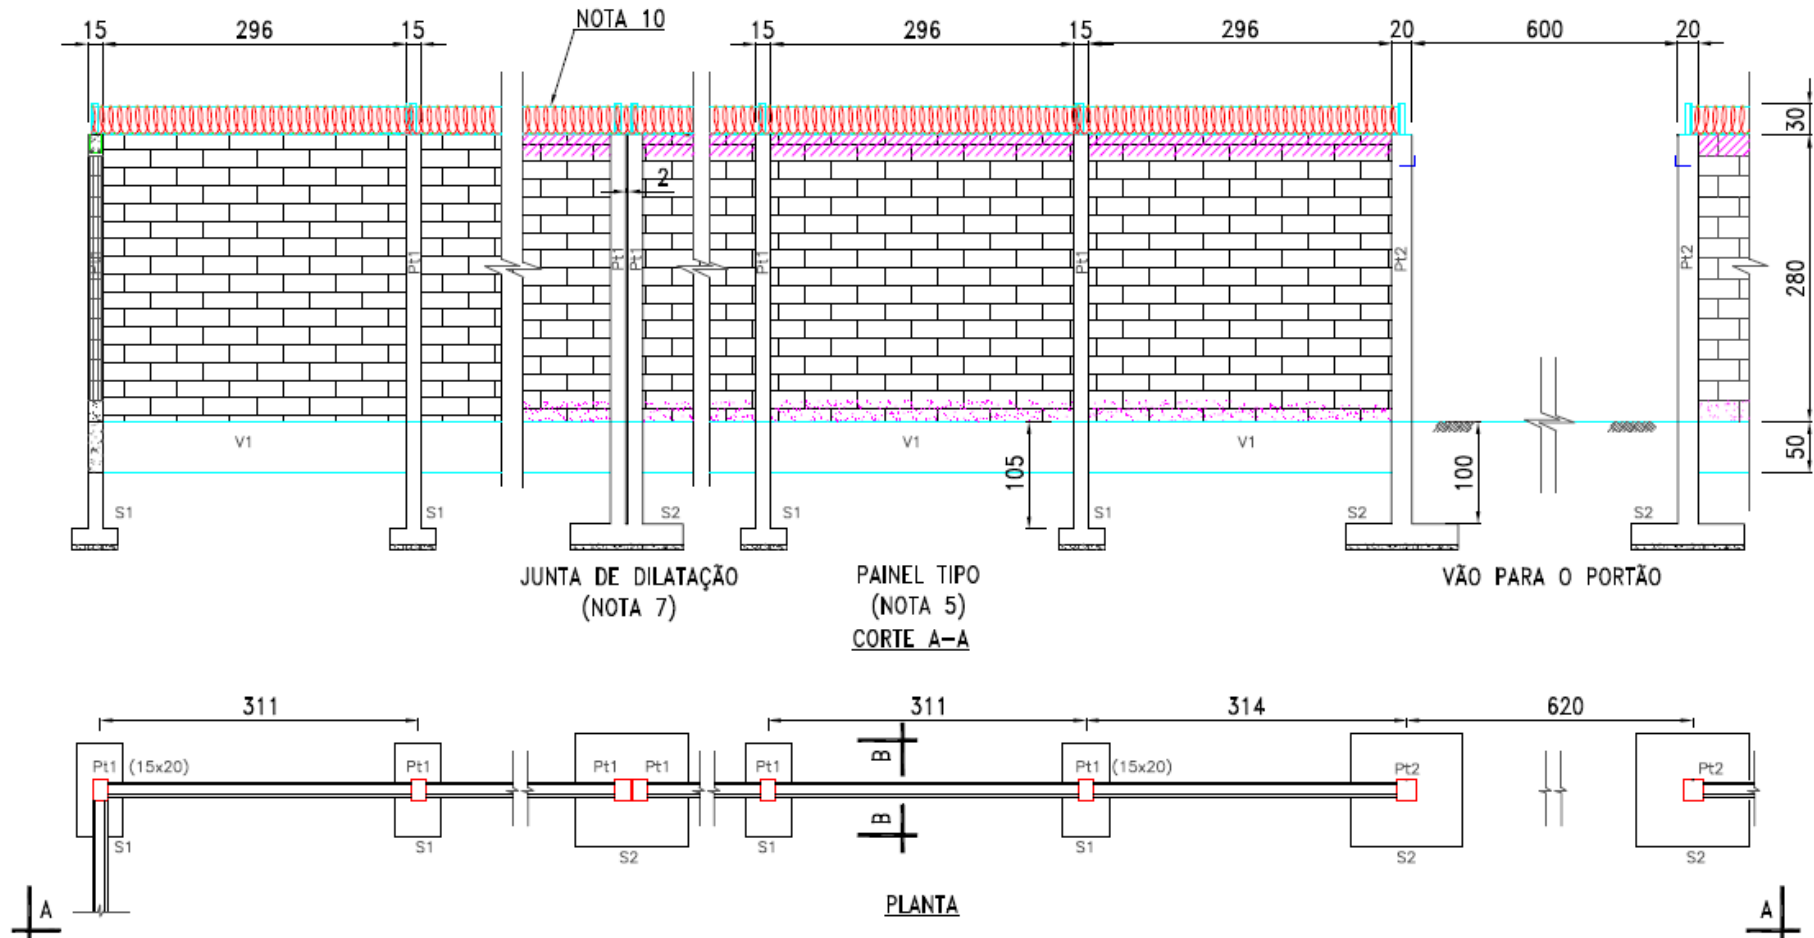 NOTA 10
15 296 15 15 296 15 296 20 600 20
30
2
Pt1 Pt1 Pt1 Pt1 Pt1 Pt2 Pt2
280
V1 V1 V1
105 100 50
S1 S1 S2 S1 S1 S2 S2
JUNTA DE DILATAÇÃO
(NOTA 7)
PAINEL TIPO
(NOTA 5)
VÃO PARA O PORTÃO
CORTE A-A
311 311 314 620
B
Pt1 (15x20) Pt1 Pt1 Pt1 Pt1 Pt1 (15x20) Pt2 Pt2
B
S1 S1 S2 S1 S1 S2 S2
PLANTA
A A